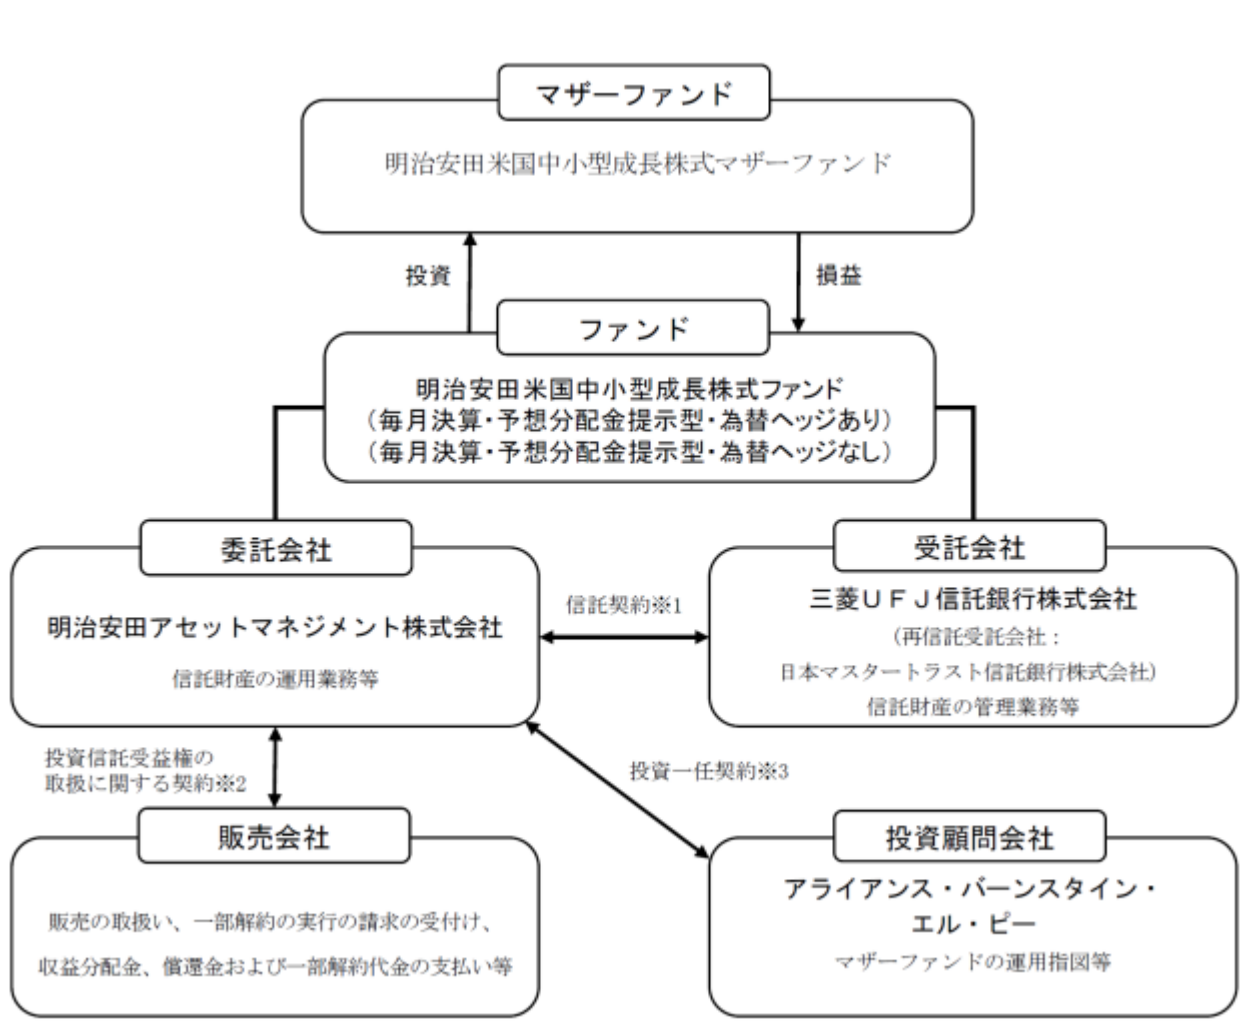 マザーファンド
明治安田米国中小型成長株式マザーファンド
投資
損益
ファンド
明治安田米国中小型成長株式ファンド
（毎月決算・予想分配金提示型・為替ヘッジあり）
（毎月決算・予想分配金提示型・為替ヘッジなし）
委託会社
明治安田アセットマネジメント株式会社
信託財産の運用業務等
信託契約※1
受託会社
三菱ＵＦＪ信託銀行株式会社
（再信託受託会社：
日本マスタートラスト信託銀行株式会社）
信託財産の管理業務等
投資信託受益権の
取扱に関する契約※2
投資一任契約※3
販売会社
販売の取扱い、一部解約の実行の請求の受付け、
収益分配金、償還金および一部解約代金の支払い等
投資顧問会社
アライアンス・バーンスタイン・
エル・ピー
マザーファンドの運用指図等